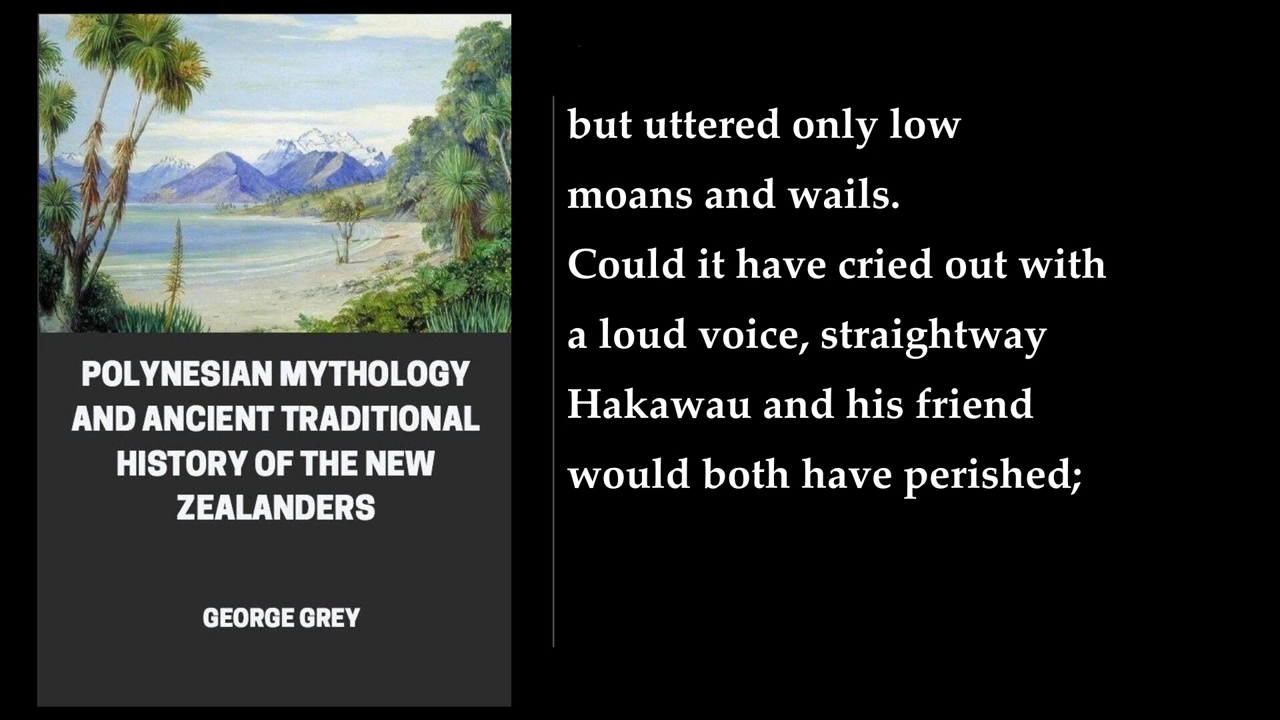 POLYNESIAN MYTHOLOGY
AND ANCIENT TRADITIONAL
HISTORY OF THE NEW
ZEALANDERS
GEORGE GREY
but uttered only low
moans and wails.
Could it have cried out with
a loud voice, straightway
Hakawau and his friend
would both have perished;